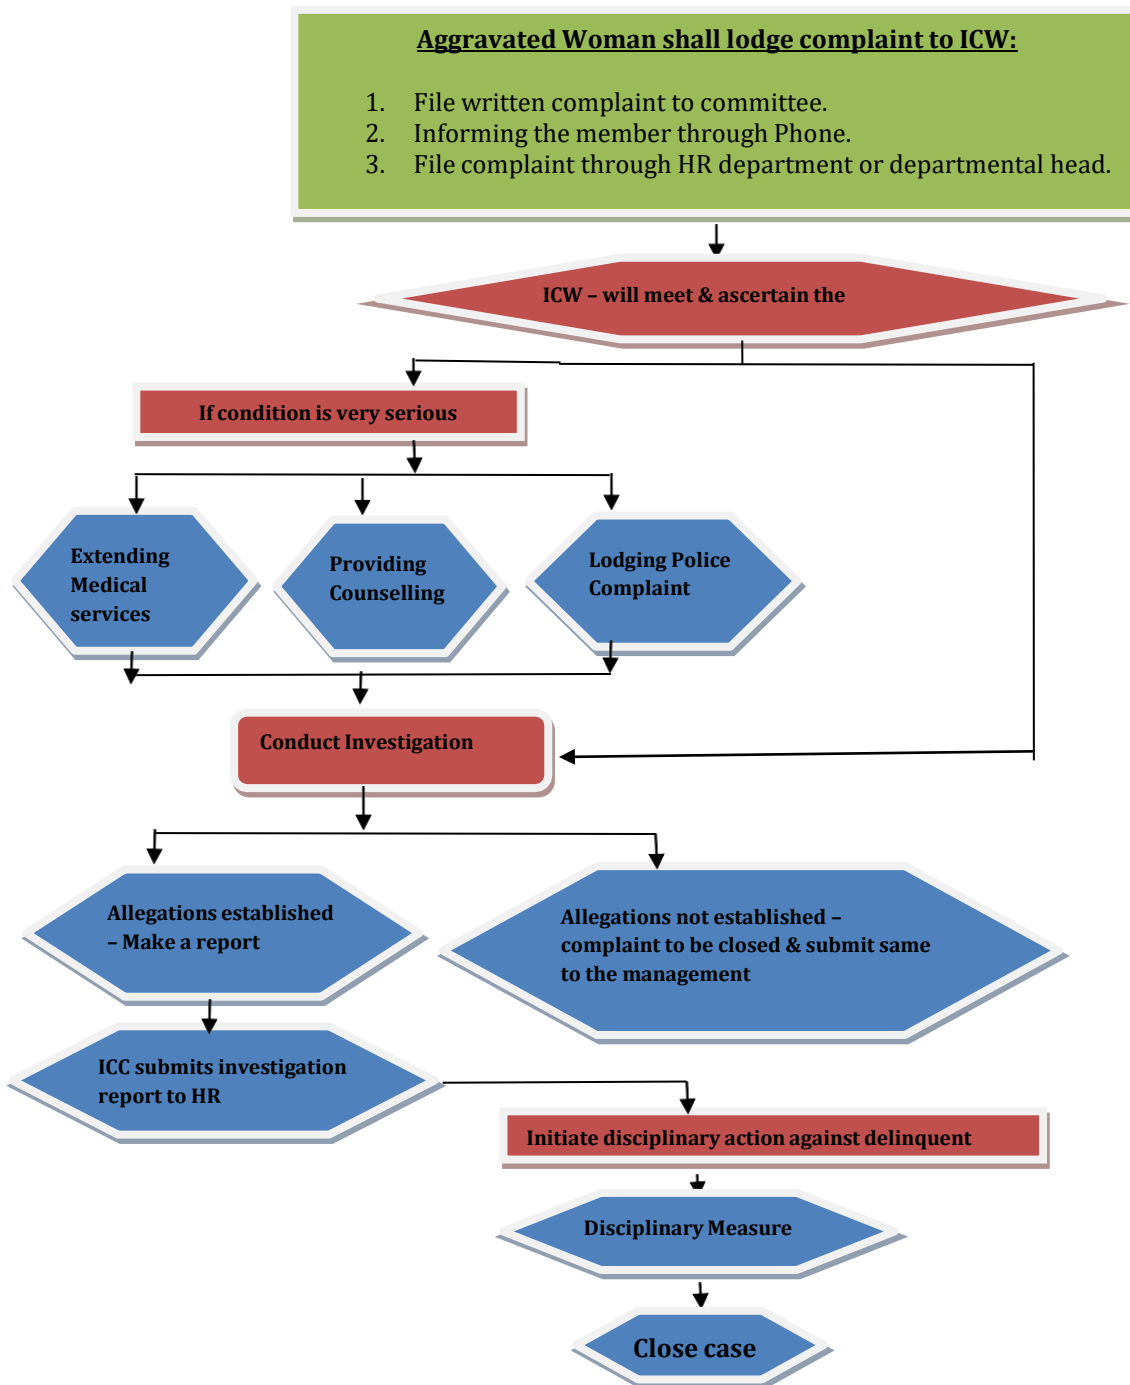 Aggravated Woman shall lodge complaint to ICW:
1. File written complaint to committee.
2. Informing the member through Phone.
3. File complaint through HR department or departmental head.
ICW – will meet & ascertain the
If condition is very serious
Extending
Medical
services
Providing
Counselling
Lodging Police
Complaint
Conduct Investigation
Allegations established
– Make a report
Allegations not established –
complaint to be closed & submit same
to the management
ICC submits investigation
report to HR
Initiate disciplinary action against delinquent
Disciplinary Measure
Close case